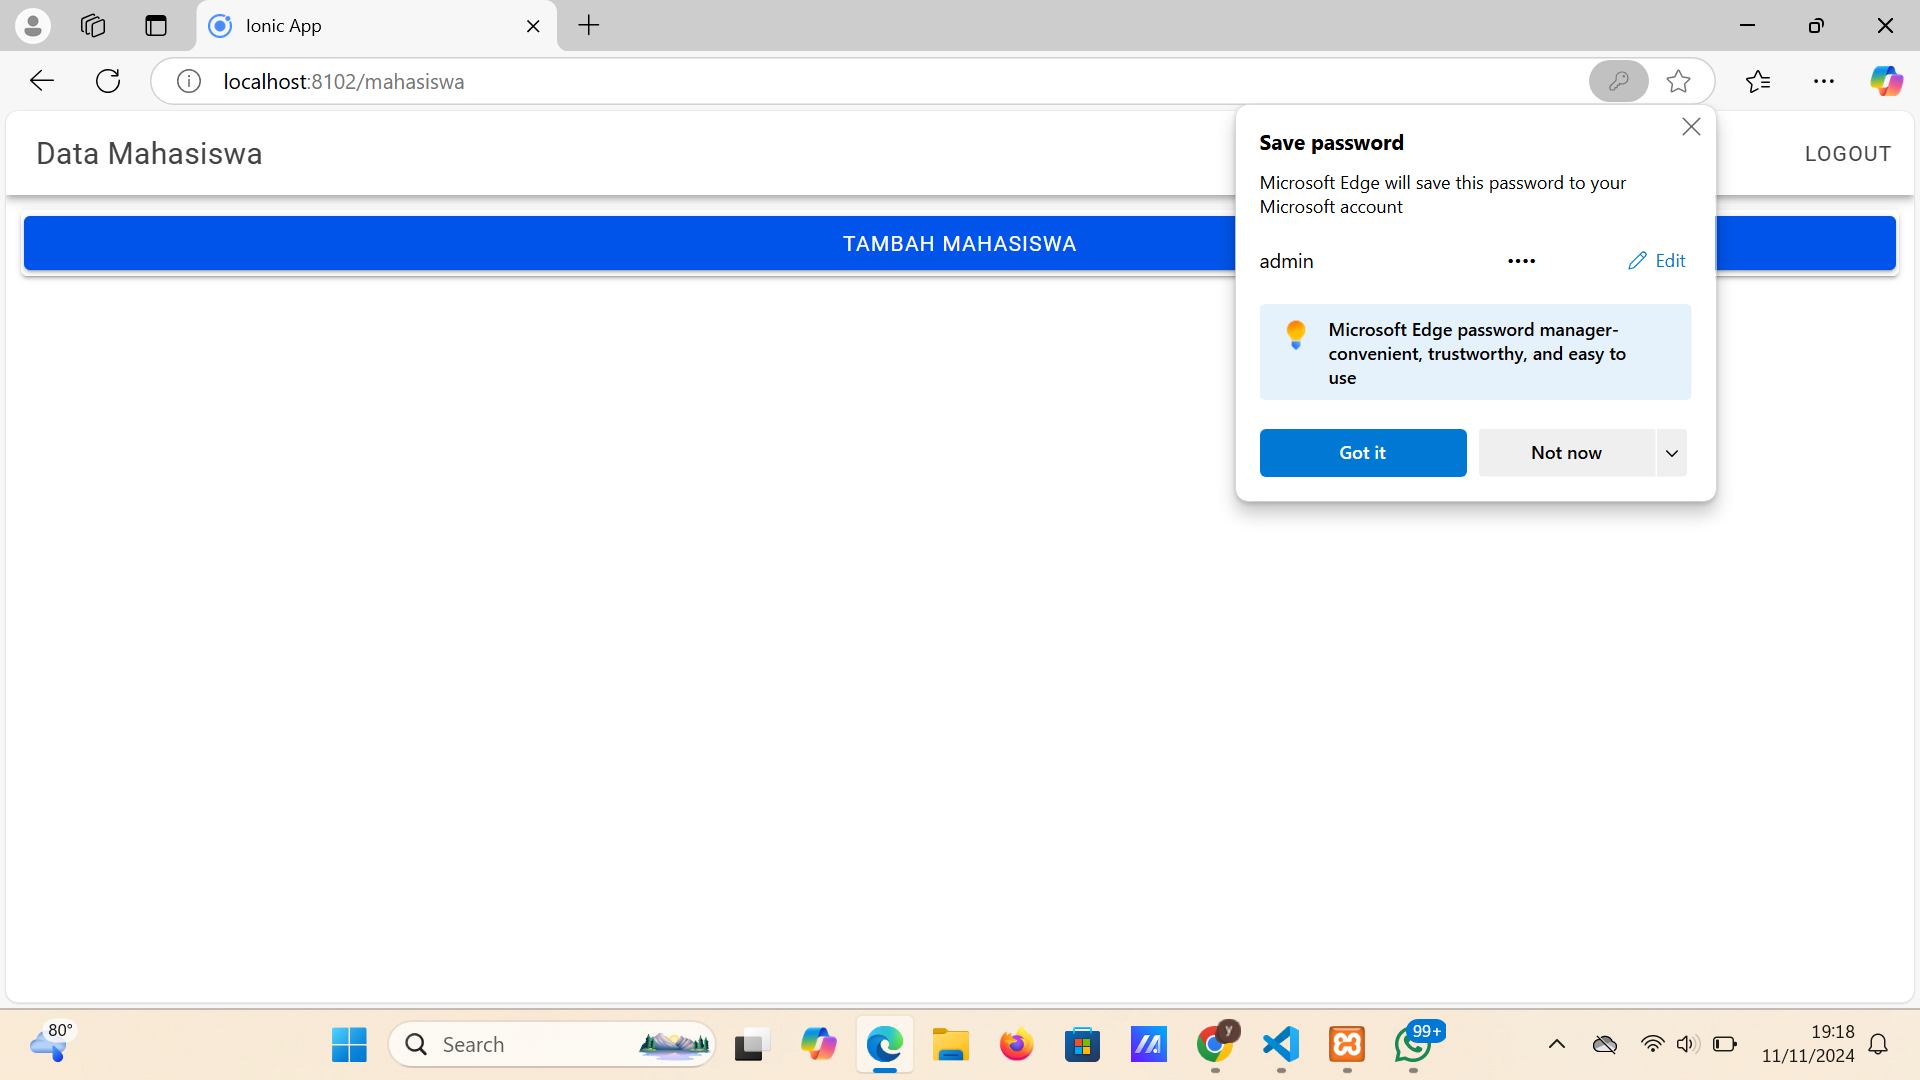 Ionic App
localhost:8102/mahasiswa
Data Mahasiswa
LOGOUT
TAMBAH MAHASISWA
Save password
Microsoft Edge will save this password to your
Microsoft account
admin
••••
Edit
Microsoft Edge password manager-
convenient, trustworthy, and easy to
use
Got it
Not now
80°
Search
y
99+
19:18
11/11/2024